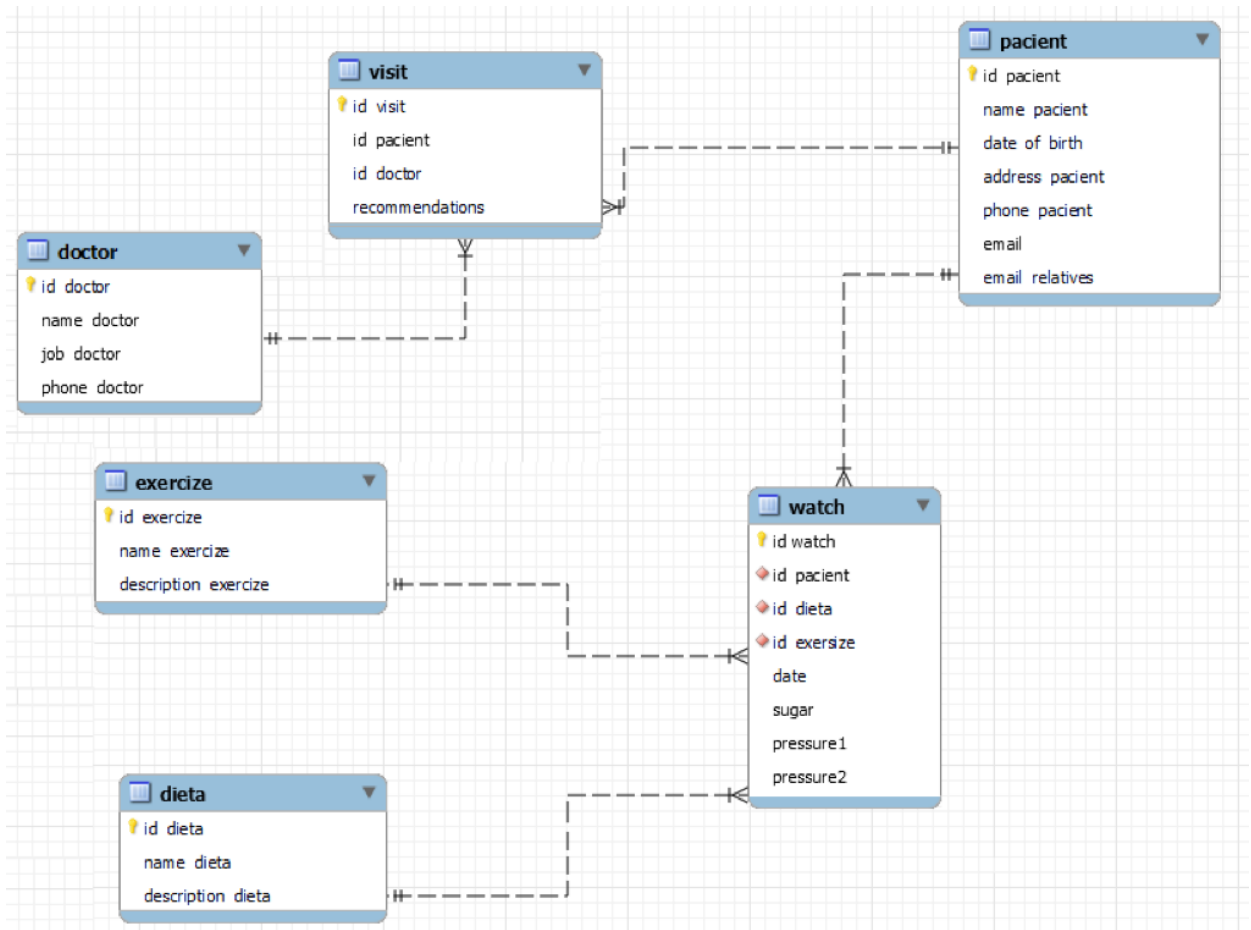 visit
id visit
id pacient
id doctor
recommendations
pacient
id pacient
name pacient
date of birth
address pacient
phone pacient
email
email relatives
doctor
id doctor
name doctor
job doctor
phone doctor
exercize
id exercize
name exercize
description exercize
watch
id watch
id pacient
id dieta
id exersize
date
sugar
pressure1
pressure2
dieta
id dieta
name dieta
description dieta